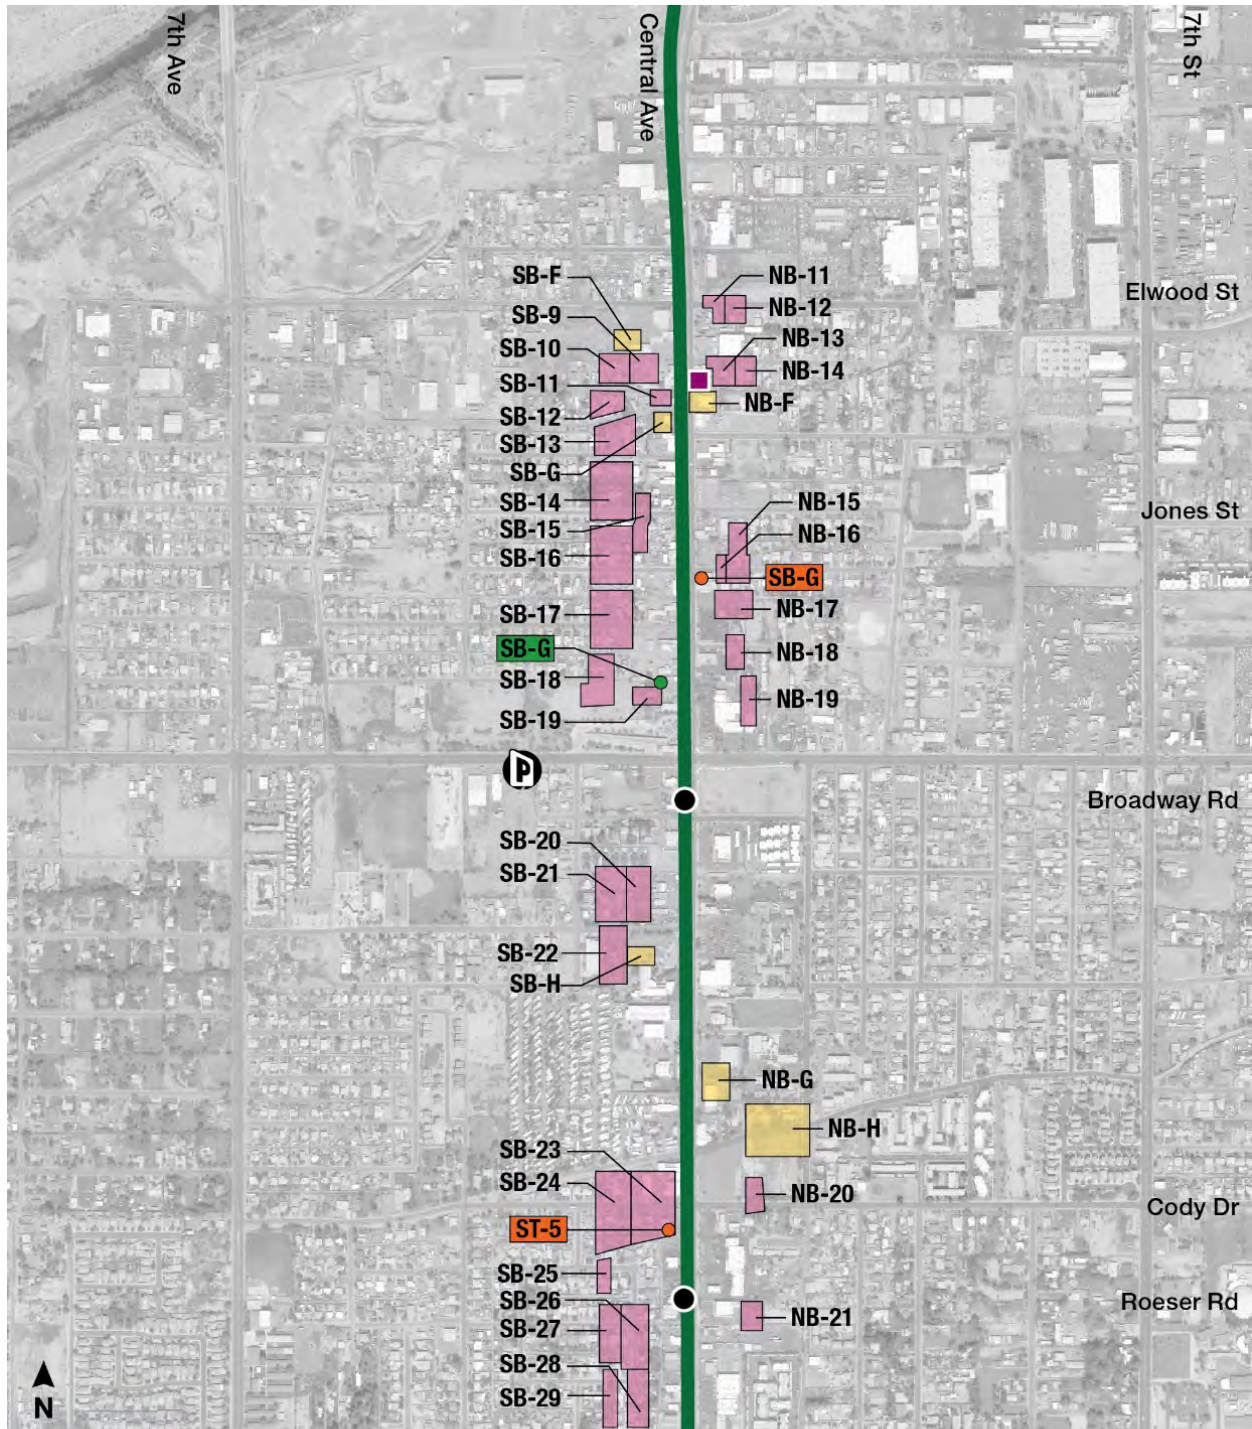 7th Ave
Central Ave
7th St
SB-F
NB-11
Elwood St
SB-9
NB-12
SB-10
NB-13
SB-11
NB-14
SB-12
NB-F
SB-13
SB-G
SB-14
NB-15
Jones St
SB-15
NB-16
SB-16
SB-G
SB-17
NB-17
SB-G
NB-18
SB-18
NB-19
SB-19
P
Broadway Rd
SB-20
SB-21
SB-22
SB-H
NB-G
NB-H
SB-23
SB-24
NB-20
Cody Dr
ST-5
SB-25
SB-26
Roeser Rd
SB-27
NB-21
SB-28
SB-29
N